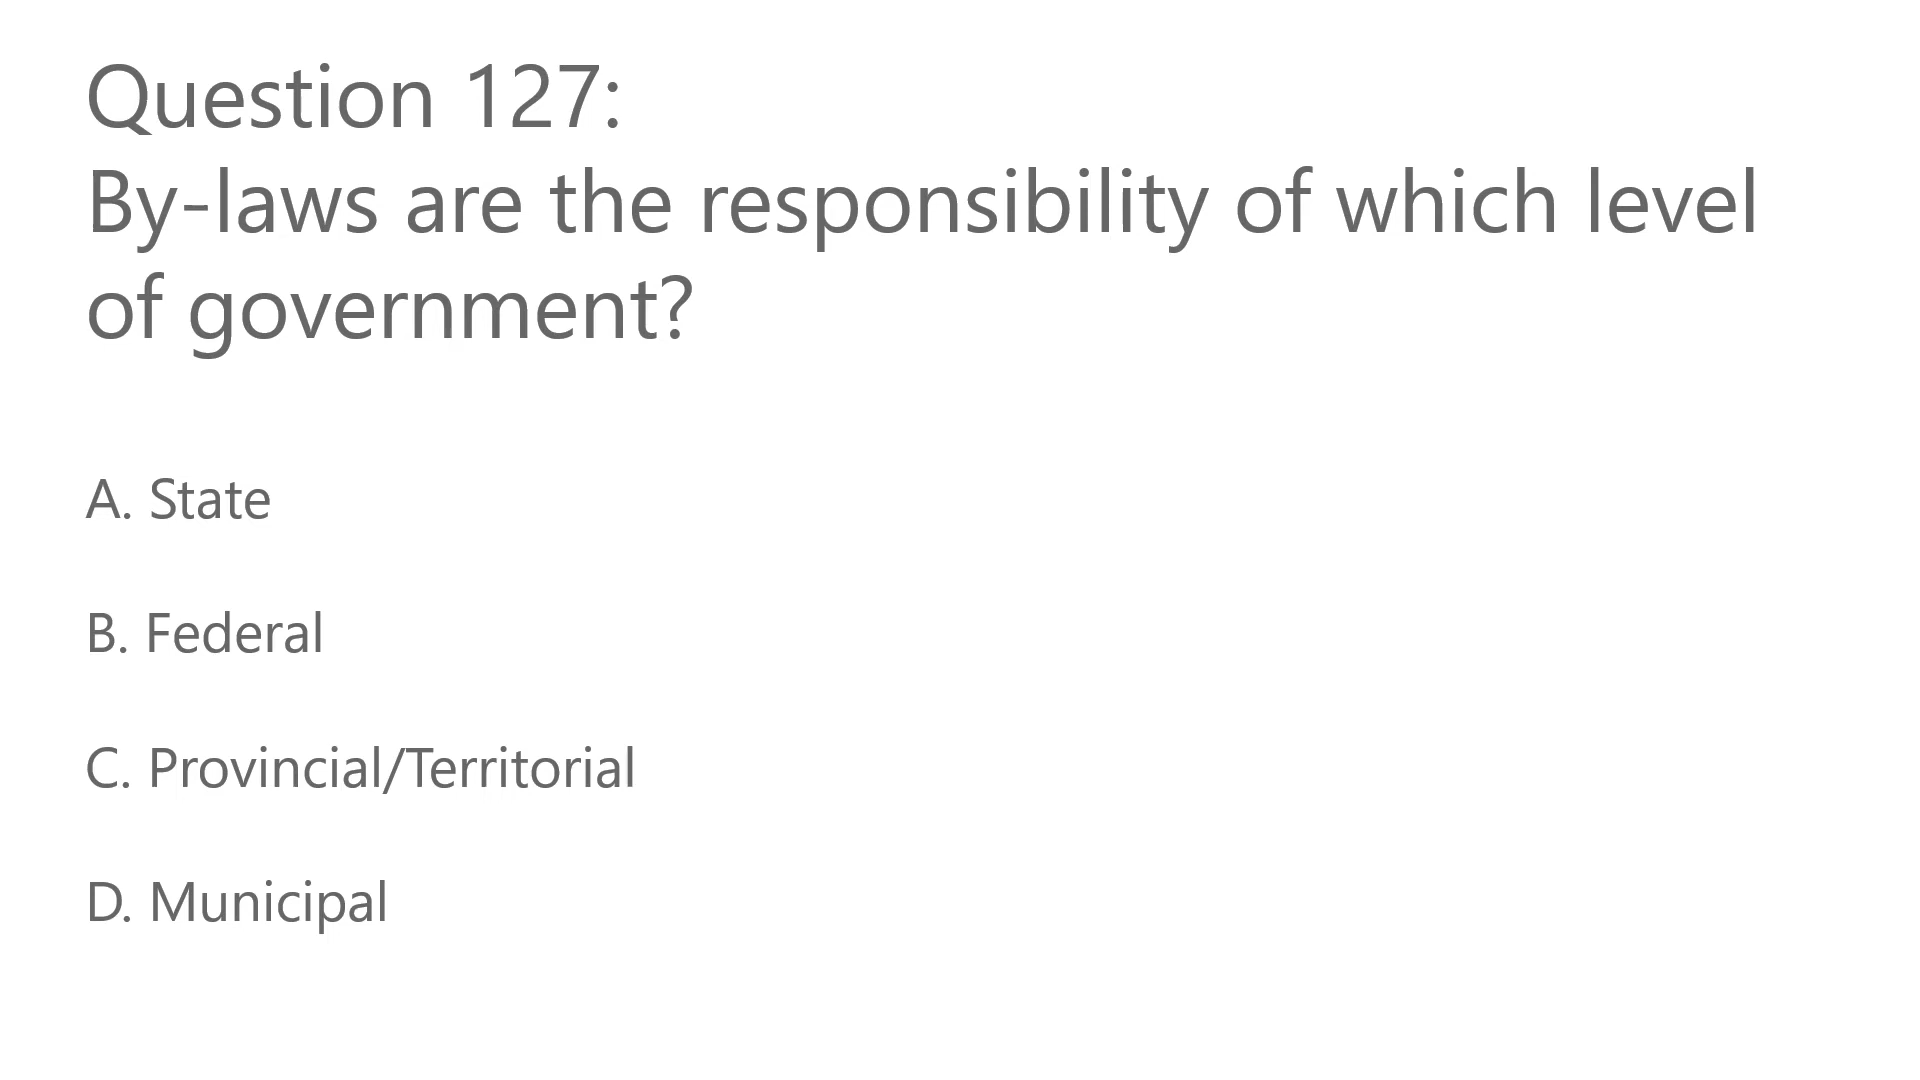 Question 127:
By-laws are the responsibility of which level
of government?
A. State
B. Federal
C. Provincial/Territorial
D. Municipal